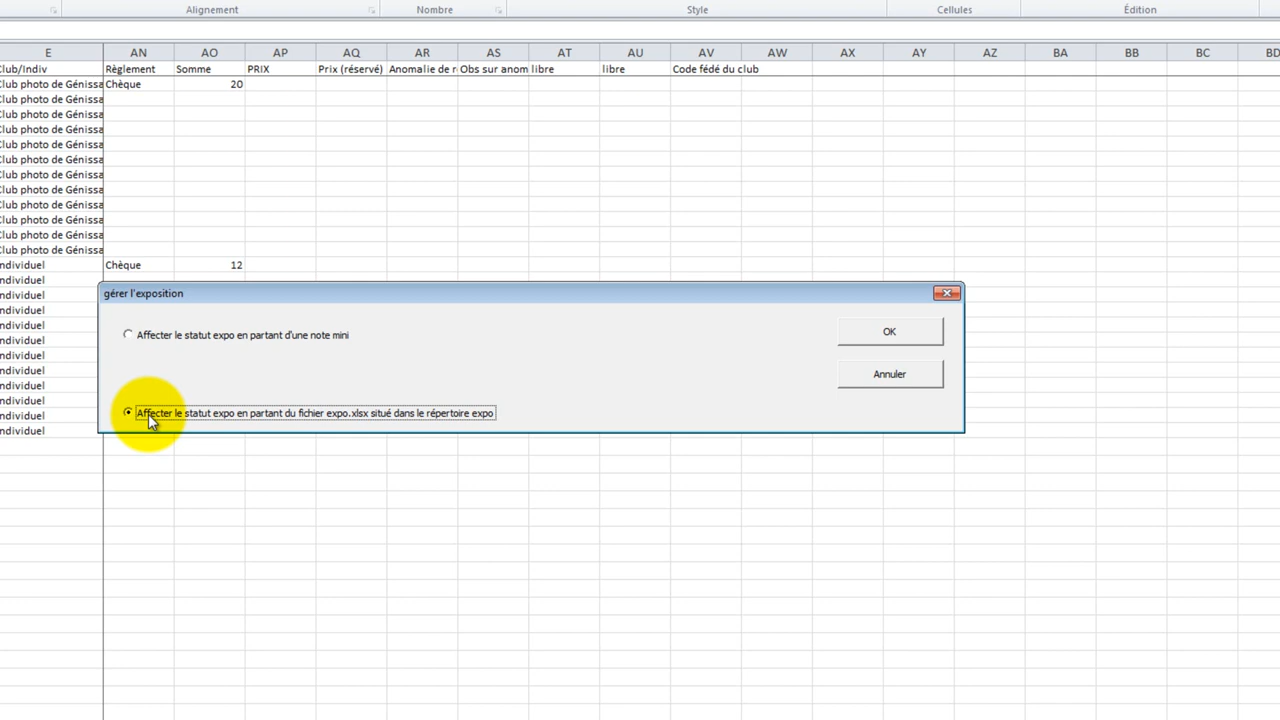 Alignement Nombre Style Cellules Édition
E AN AO AP AQ AR AS AT AU AV AW AX AY AZ BA BB BC BD
Club/Indiv Règlement Somme PRIX Prix (réservé) Anomalie de r Obs sur anom libre libre Code fédé du club
Club photo de Génissa Chèque 20
Club photo de Génissa
Club photo de Génissa
Club photo de Génissa
Club photo de Génissa
Club photo de Génissa
Club photo de Génissa
Club photo de Génissa
Club photo de Génissa
Club photo de Génissa
Club photo de Génissa
Club photo de Génissa
ndividuel Chèque 12
ndividuel
ndividuel
ndividuel
ndividuel
ndividuel
ndividuel
ndividuel
ndividuel
ndividuel
ndividuel
ndividuel
gérer l'exposition
Affecter le statut expo en partant d'une note mini
OK
Annuler
Affecter le statut expo en partant du fichier expo.xlsx situé dans le répertoire expo